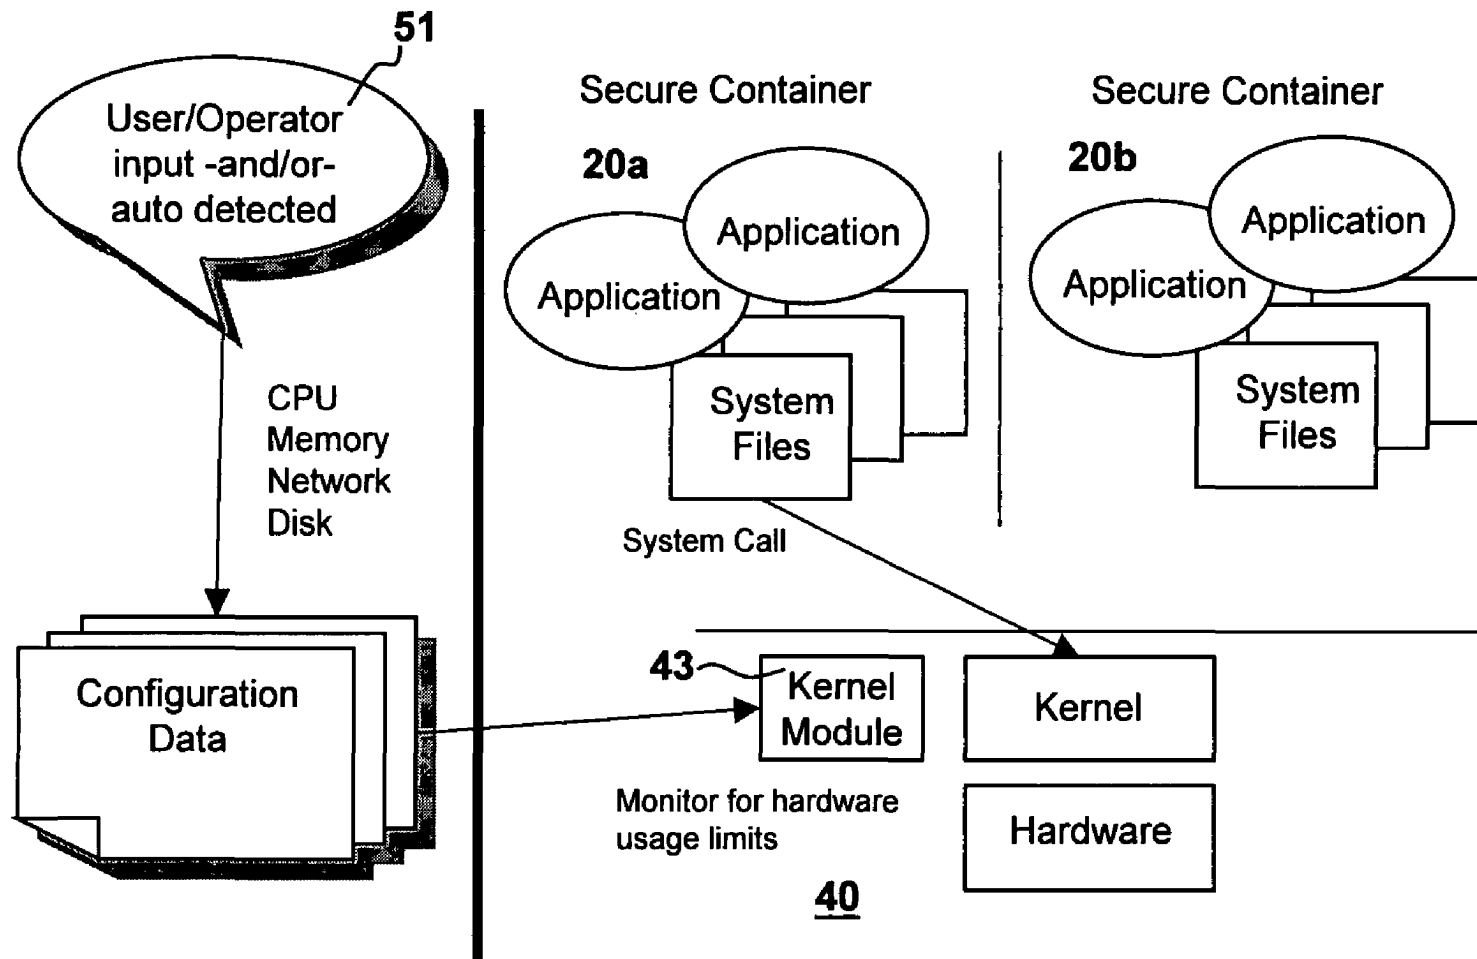 51
User/Operator
input -and/or-
auto detected
CPU
Memory
Network
Disk
Configuration
Data
Secure Container
20a
Application
Application
System
Files
System Call
Secure Container
20b
Application
Application
System
Files
43
Kernel
Module
Kernel
Monitor for hardware
usage limits
Hardware
40